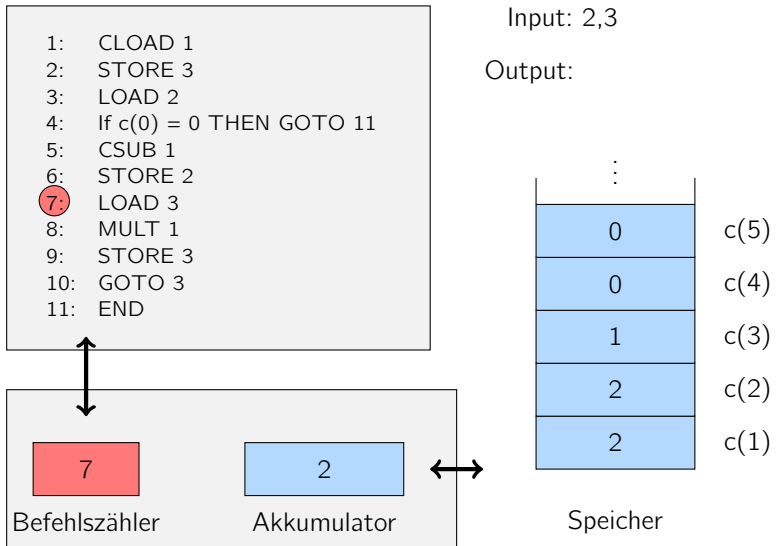 1: CLOAD 1
2: STORE 3
3: LOAD 2
4: If c(0) = 0 THEN GOTO 11
5: CSUB 1
6: STORE 2
7: LOAD 3
8: MULT 1
9: STORE 3
10: GOTO 3
11: END
Input: 2,3
Output:
⋮
0 c(5)
0 c(4)
1 c(3)
2 c(2)
2 c(1)
7 2
Befehlszähler Akkumulator Speicher